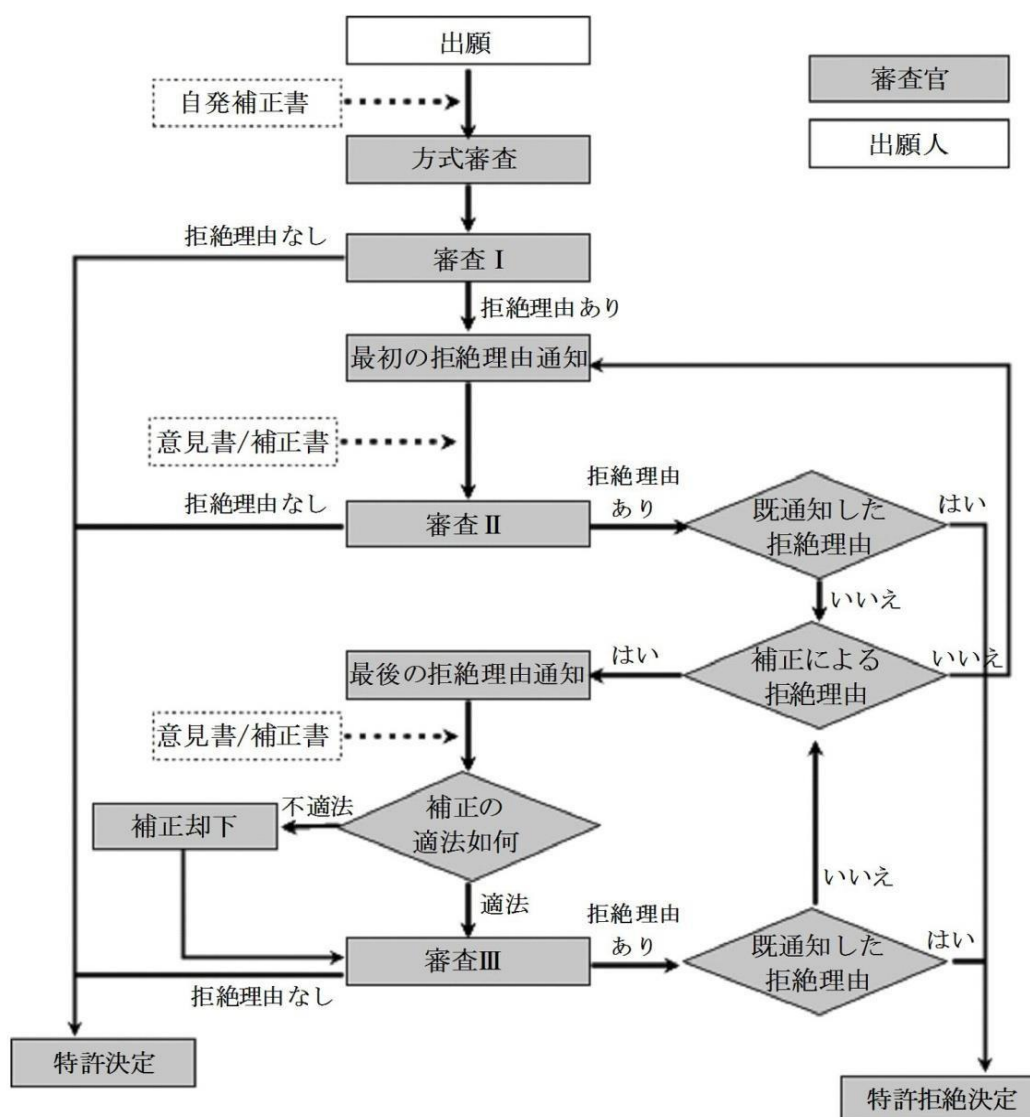 出願
審査官
自発補正書
出願人
方式審査
拒絶理由なし
審査Ⅰ
拒絶理由あり
最初の拒絶理由通知
意見書/補正書
拒絶理由なし
審査Ⅱ
拒絶理由
あり
既通知した
拒絶理由
はい
いいえ
最後の拒絶理由通知
はい
補正による
拒絶理由
いいえ
意見書/補正書
不適法
補正却下
補正の
適法如何
適法
いいえ
審査Ⅲ
拒絶理由
あり
既通知した
拒絶理由
はい
拒絶理由なし
特許決定
特許拒絶決定